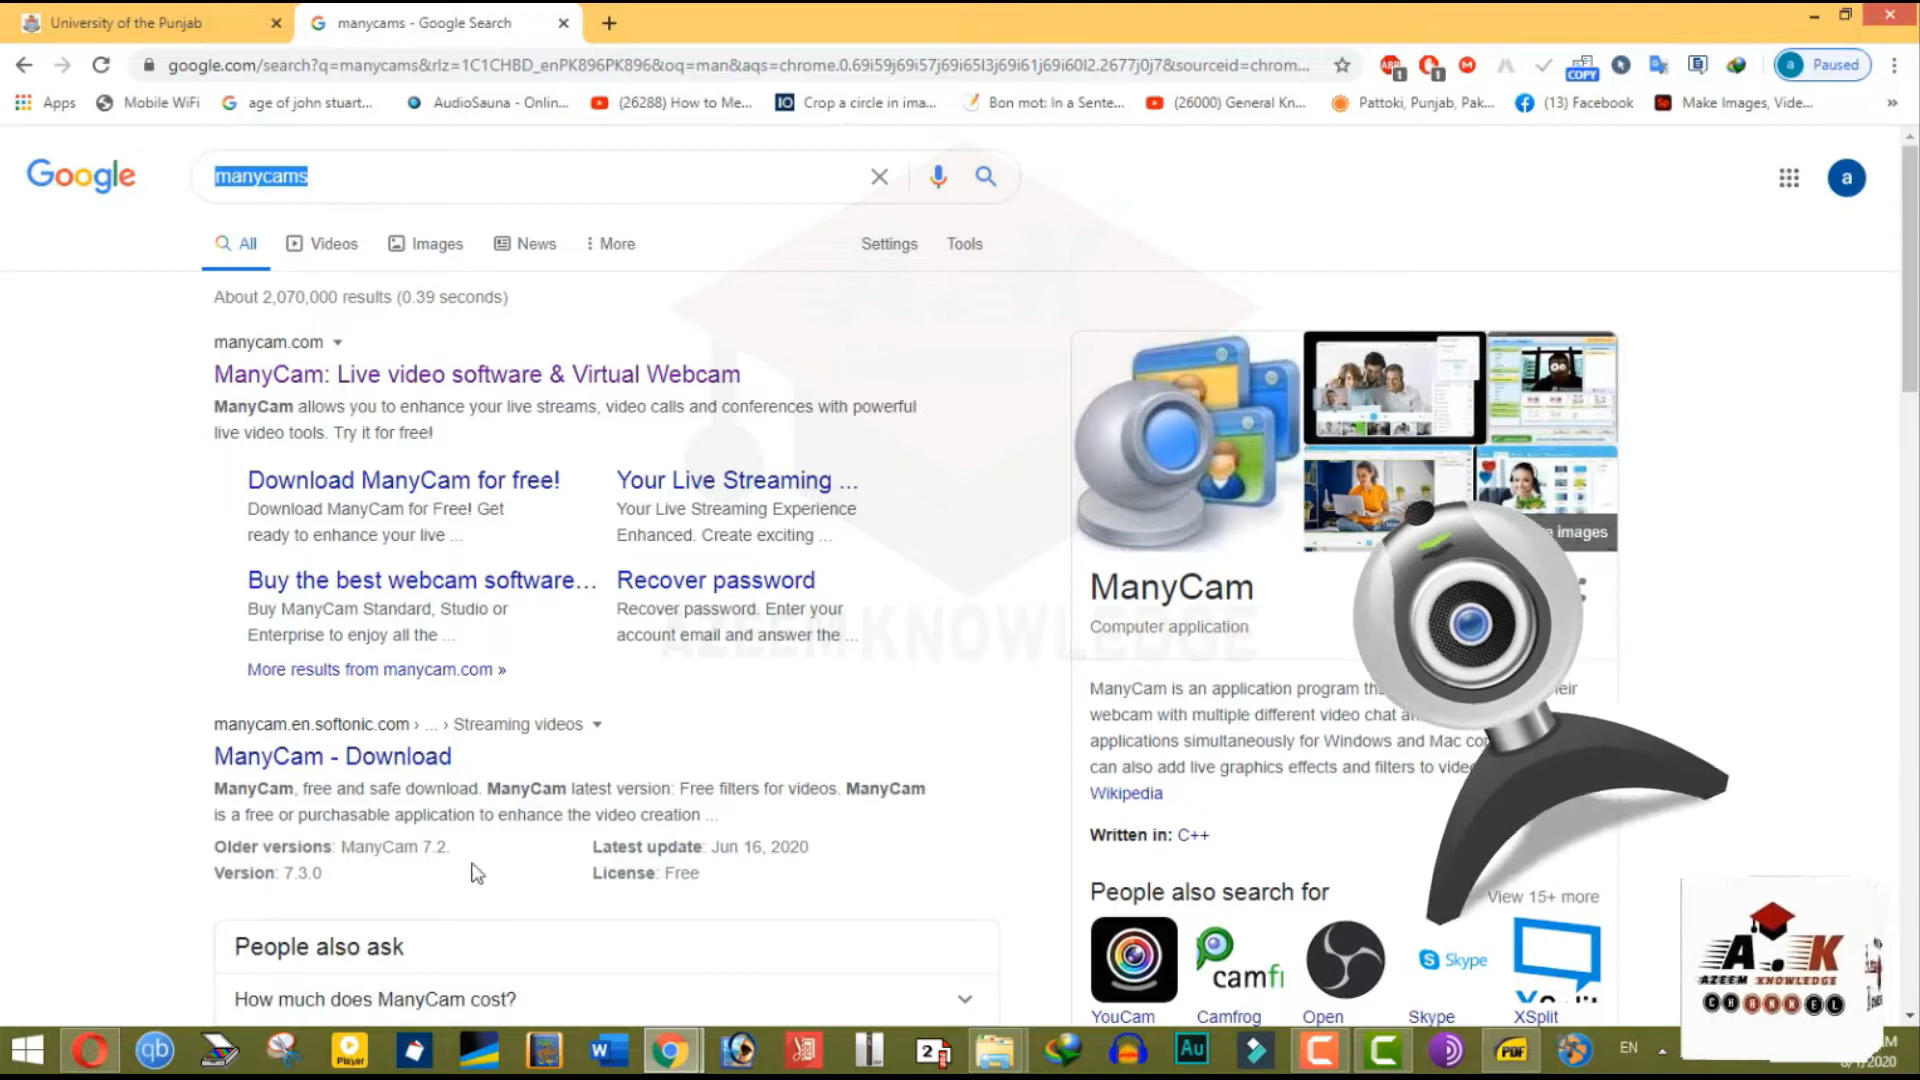 University of the Punjab
manycams - Google Search
google.com/search?q=manycams&rlz=1C1CHBD_enPK896PK896&oq=man&aqs=chrome.0.69i59j69i57j69i65l3j69i61j69i60l2.2677j0j7&sourceid=chrom...
COPY
a Paused
Apps
Mobile WiFi
age of john stuart...
AudioSauna - Onlin...
(26288) How to Me...
Crop a circle in ima...
Bon mot: In a Sente...
(26000) General Kn...
Pattoki, Punjab, Pak...
(13) Facebook
Make Images, Vide...
Google
manycams
a
All
Videos
Images
News
More
Settings
Tools
About 2,070,000 results (0.39 seconds)
manycam.com
ManyCam: Live video software & Virtual Webcam
ManyCam allows you to enhance your live streams, video calls and conferences with powerful
live video tools. Try it for free!
Download ManyCam for free!
Download ManyCam for Free! Get
ready to enhance your live ...
Your Live Streaming ...
Your Live Streaming Experience
Enhanced. Create exciting ...
Buy the best webcam software...
Buy ManyCam Standard, Studio or
Enterprise to enjoy all the ...
Recover password
Recover password. Enter your
account email and answer the ...
More results from manycam.com »
manycam.en.softonic.com › ... › Streaming videos
ManyCam - Download
ManyCam, free and safe download. ManyCam latest version: Free filters for videos. ManyCam
is a free or purchasable application to enhance the video creation ...
Older versions: ManyCam 7.2.
Latest update: Jun 16, 2020
Version: 7.3.0
License: Free
People also ask
How much does ManyCam cost?
AZEEM KNOWLEDGE
images
ManyCam
Computer application
ManyCam is an application program
webcam with multiple different video chat
applications simultaneously for Windows and Mac
can also add live graphics effects and filters to
Wikipedia
Written in: C++
People also search for
View 15+ more
camfr
Skype
XSplit
YouCam
Camfrog
Open
Skype
XSplit
A.K
AZEEM KNOWLEDGE
CHANNEL
qb
Player
W
2
Au
PDF
EN